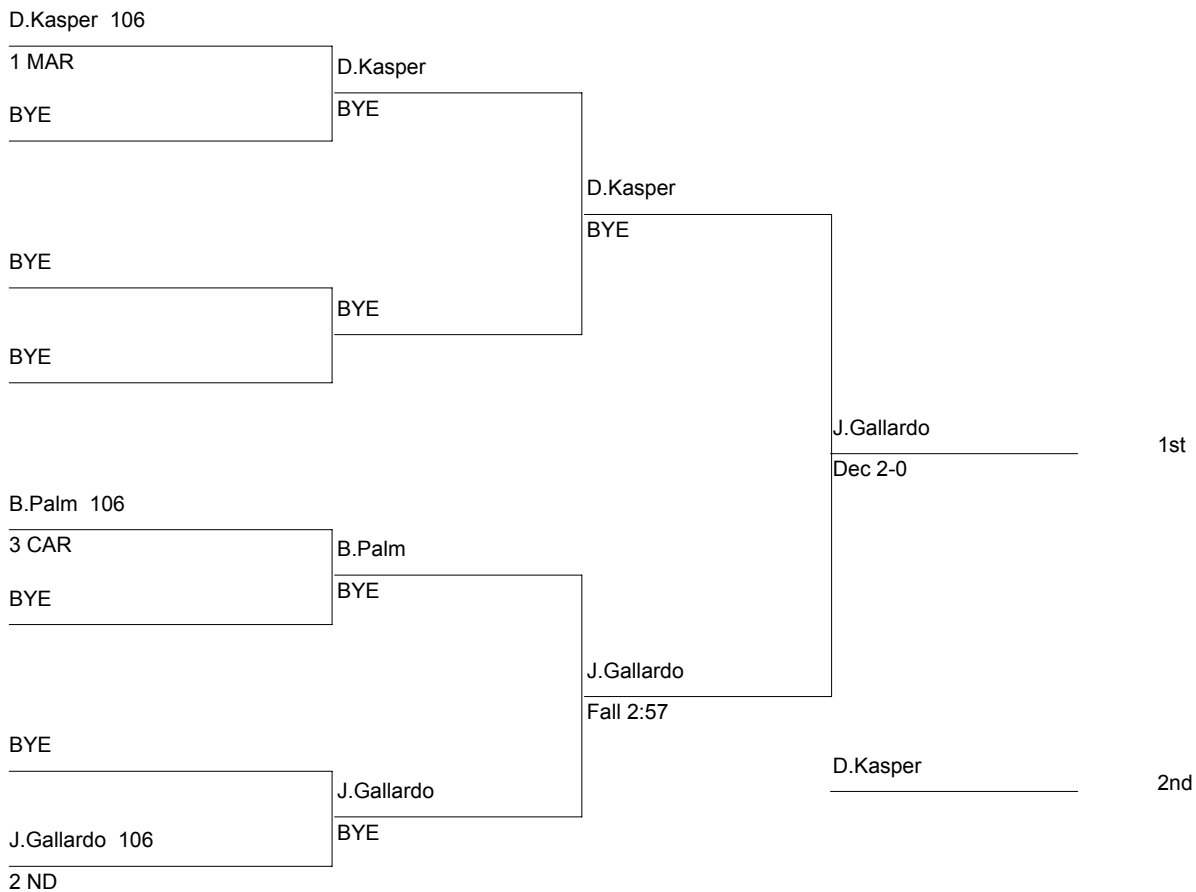 D.Kasper 106
1 MAR
D.Kasper
BYE
BYE
D.Kasper
BYE
BYE
BYE
BYE
J.Gallardo
1st
Dec 2-0
B.Palm 106
3 CAR
B.Palm
BYE
BYE
J.Gallardo
Fall 2:57
BYE
D.Kasper
2nd
J.Gallardo
J.Gallardo 106
BYE
2 ND